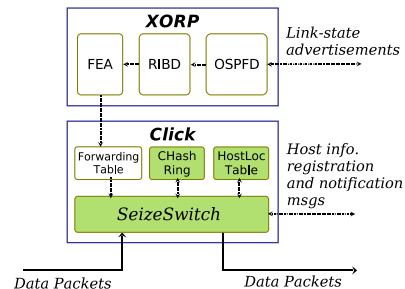 XORP
FEA
RIBD
OSPFD
Link-state
advertisements
Click
Forwarding
Table
CHash
Ring
HostLoc
Table
SeizeSwitch
Host info.
registration
and notification
msgs
Data Packets
Data Packets